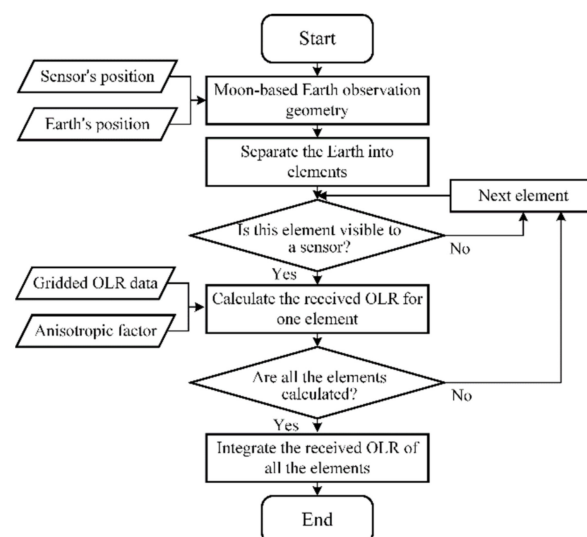 Start
Sensor's position
Earth's position
Moon-based Earth observation
geometry
Separate the Earth into
elements
Next element
Is this element visible to
a sensor?
No
Yes
Gridded OLR data
Anisotropic factor
Calculate the received OLR for
one element
Are all the elements
calculated?
No
Yes
Integrate the received OLR of
all the elements
End